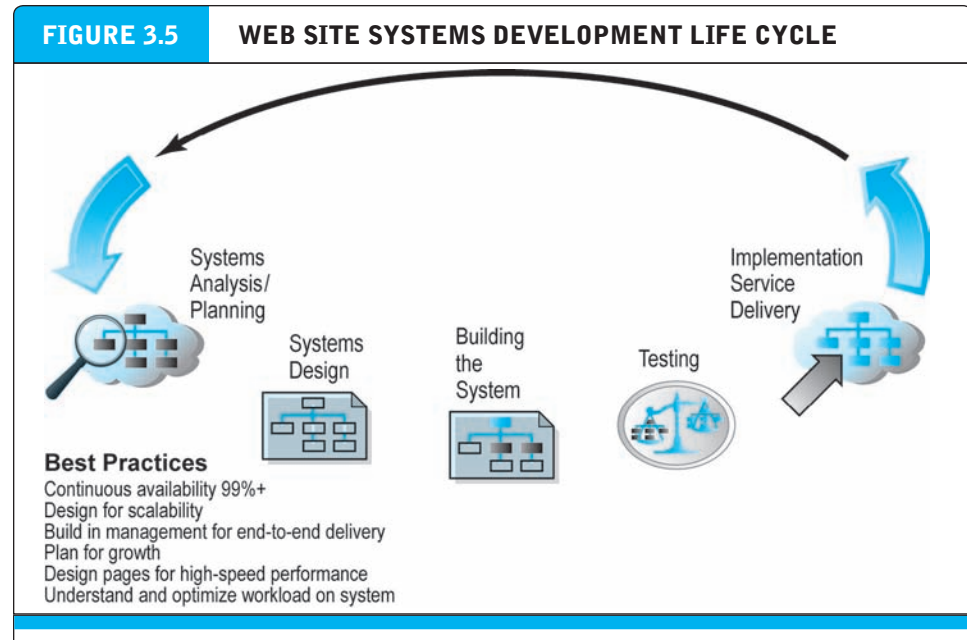 FIGURE 3.5
WEB SITE SYSTEMS DEVELOPMENT LIFE CYCLE
Systems
Analysis/
Planning
Systems
Design
Building
the
System
Testing
Implementation
Service
Delivery
Best Practices
Continuous availability 99%+
Design for scalability
Build in management for end-to-end delivery
Plan for growth
Design pages for high-speed performance
Understand and optimize workload on system